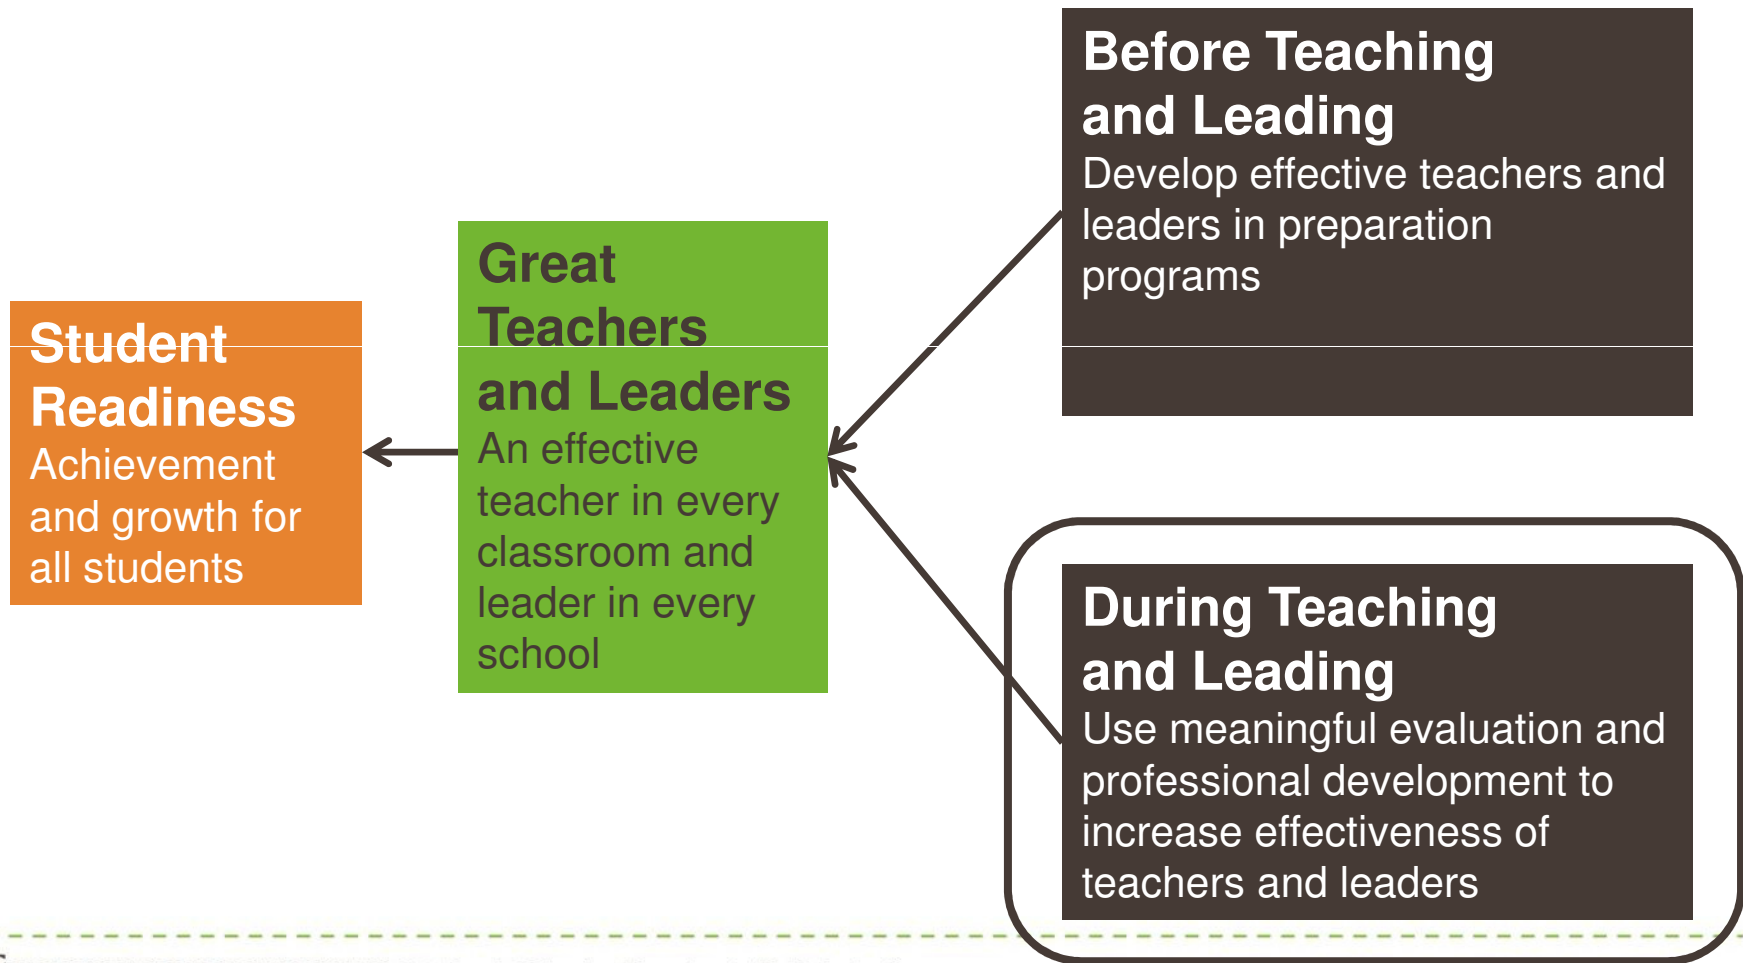 Student
Readiness
Achievement
and growth for
all students
Great
Teachers
and Leaders
An effective
teacher in every
classroom and
leader in every
school
Before Teaching
and Leading
Develop effective teachers and
leaders in preparation
programs
During Teaching
and Leading
Use meaningful evaluation and
professional development to
increase effectiveness of
teachers and leaders